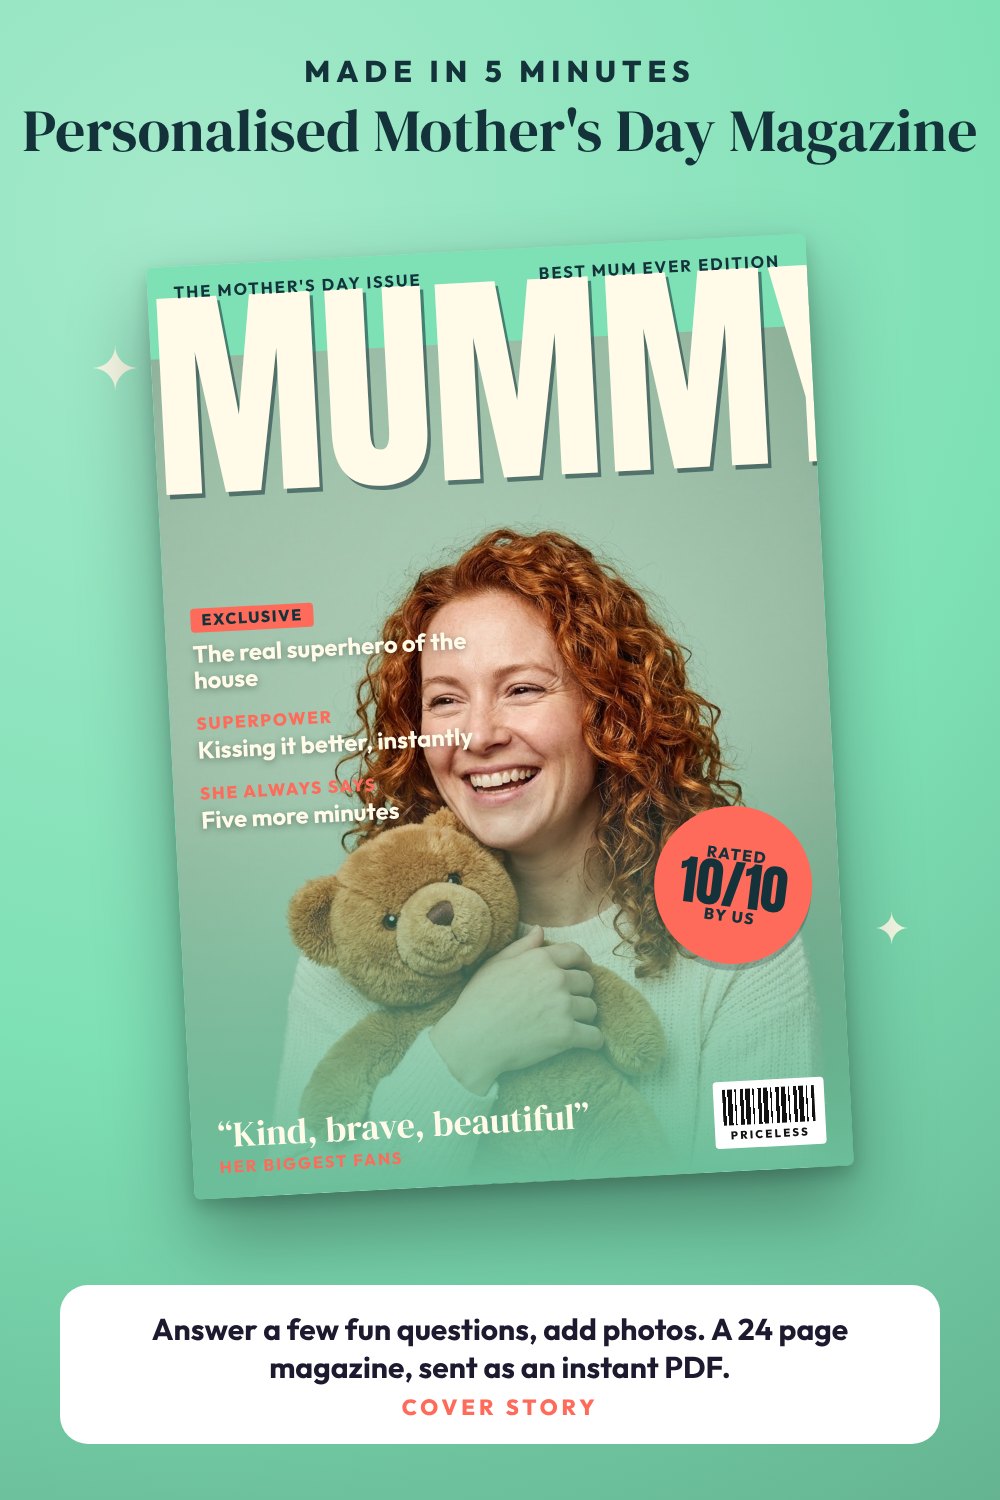 MADE IN 5 MINUTES
Personalised Mother's Day Magazine
THE MOTHER'S DAY ISSUE
BEST MUM EVER EDITION
MUMMY
EXCLUSIVE
The real superhero of the
house
SUPERPOWER
Kissing it better, instantly
SHE ALWAYS SAYS
Five more minutes
RATED
10/10
BY US
“Kind, brave, beautiful”
HER BIGGEST FANS
PRICELESS
Answer a few fun questions, add photos. A 24 page
magazine, sent as an instant PDF.
COVER STORY